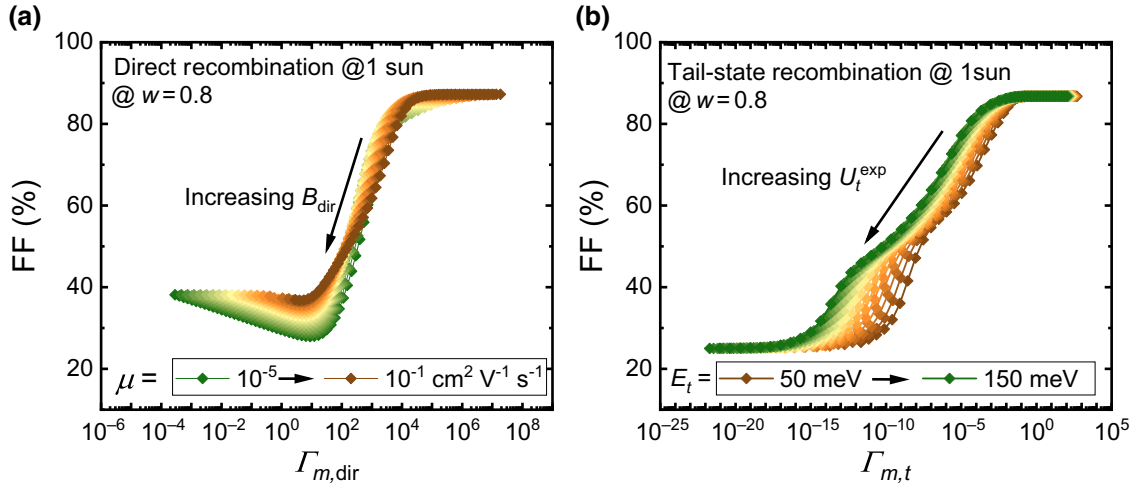 (a)
Direct recombination @1 sun
@ w = 0.8
Increasing B_dir
FF (%)
100
80
60
40
20
μ = 10^−5 → 10^−1 cm^2 V^-1 s^-1
10^−6 10^−4 10^−2 10^0 10^2 10^4 10^6 10^8
Γ_m,dir
(b)
Tail-state recombination @ 1sun
@ w = 0.8
Increasing U_t^exp
FF (%)
100
80
60
40
20
E_t = 50 meV → 150 meV
10^−25 10^−20 10^−15 10^−10 10^−5 10^0 10^5
Γ_m,t